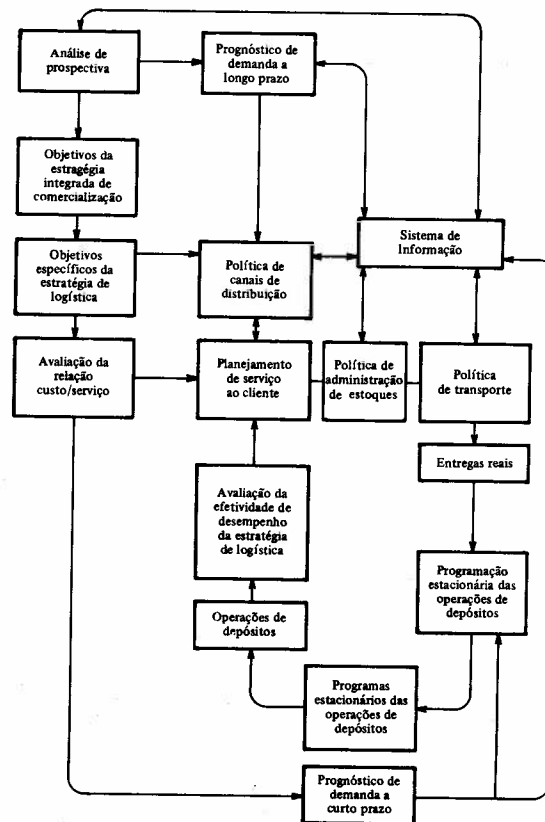 Análise de
prospectiva
Prognóstico de
demanda a
longo prazo
Objetivos da
estragégia
integrada de
comercialização
Objetivos
específicos da
estratégia de
logística
Política de
canais de
distribuição
Sistema de
Informação
Avaliação da
relação
custo/serviço
Planejamento
de serviço
ao cliente
Política de
administração
de estoques
Política
de transporte
Entregas reais
Avaliação da
efetividade de
desempenho
da estratégia
de logística
Programação
estacionária das
operações de
depósitos
Operações de
depósitos
Programas
estacionários das
operações de
depósitos
Prognóstico de
demanda a
curto prazo